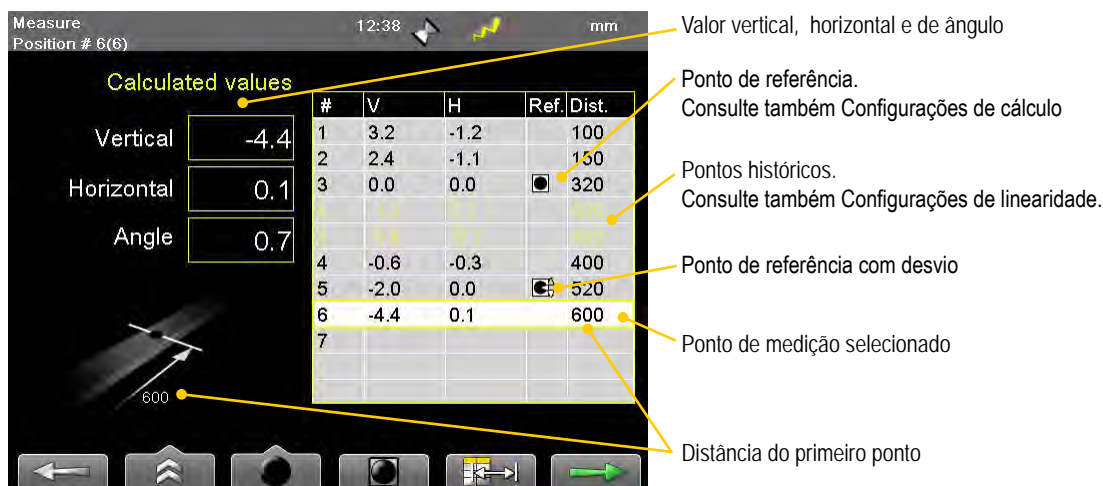 Measure
Position # 6(6)
12:38
mm
Calculated values
Vertical -4.4
Horizontal 0.1
Angle 0.7
# V H Ref. Dist.
1 3.2 -1.2 100
2 2.4 -1.1 150
3 0.0 0.0 320
4 -0.6 -0.3 400
5 -2.0 0.0 520
6 -4.4 0.1 600
7
600
Valor vertical, horizontal e de ângulo
Ponto de referência.
Consulte também Configurações de cálculo
Pontos históricos.
Consulte também Configurações de linearidade.
Ponto de referência com desvio
Ponto de medição selecionado
Distância do primeiro ponto